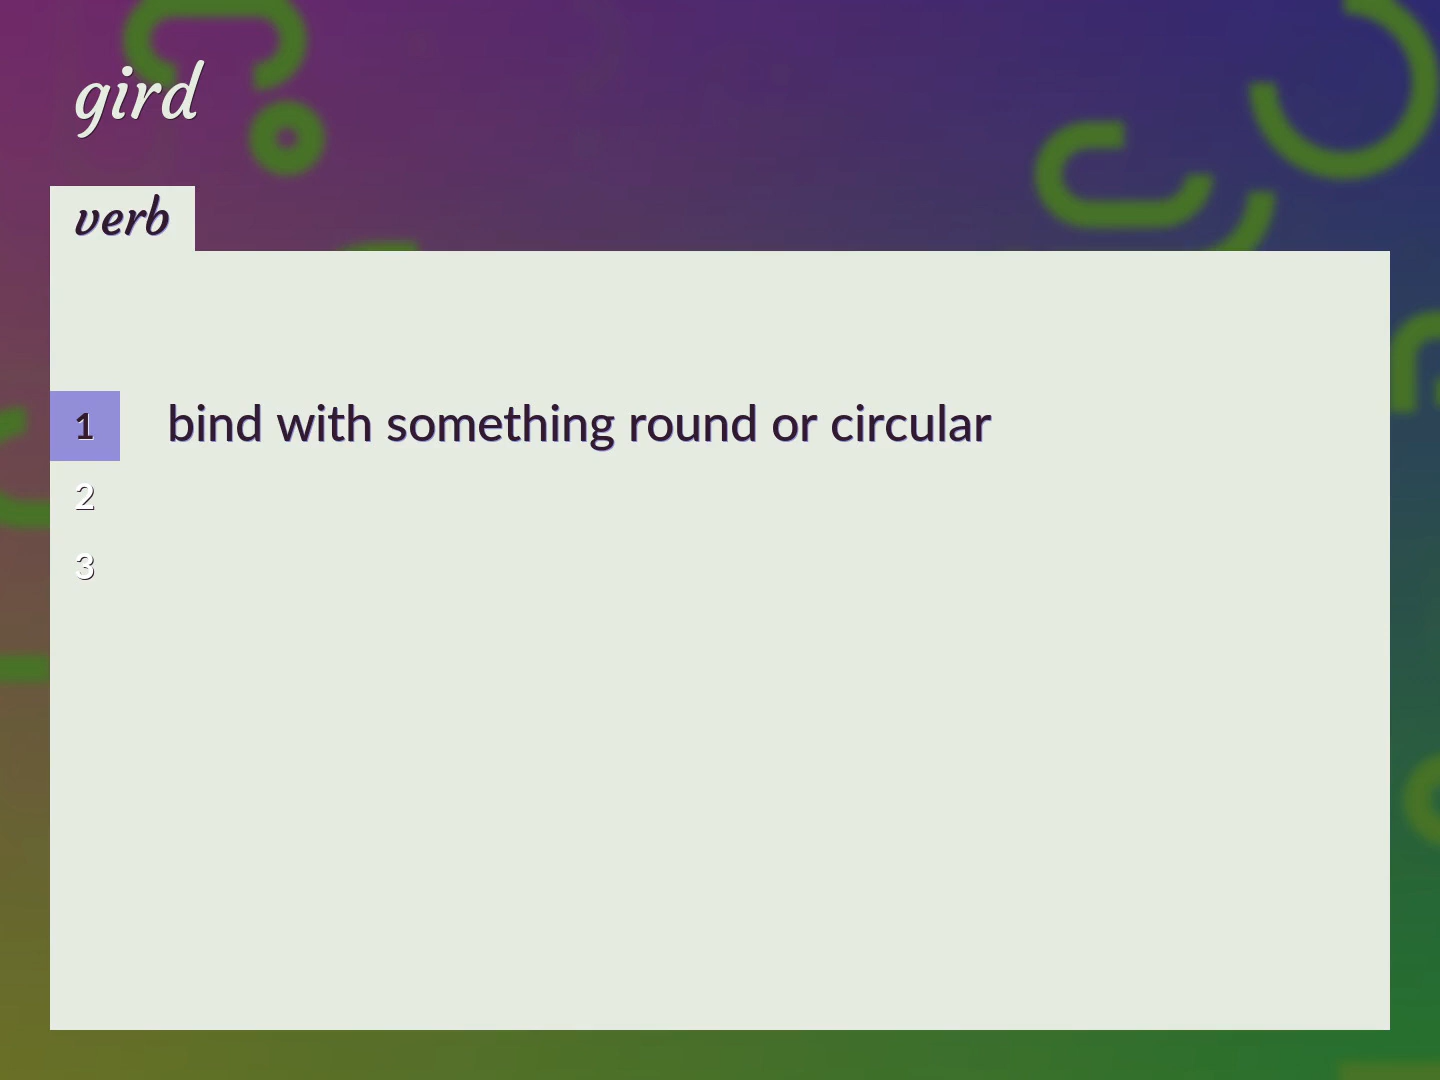 gird
verb
1 bind with something round or circular
2
3